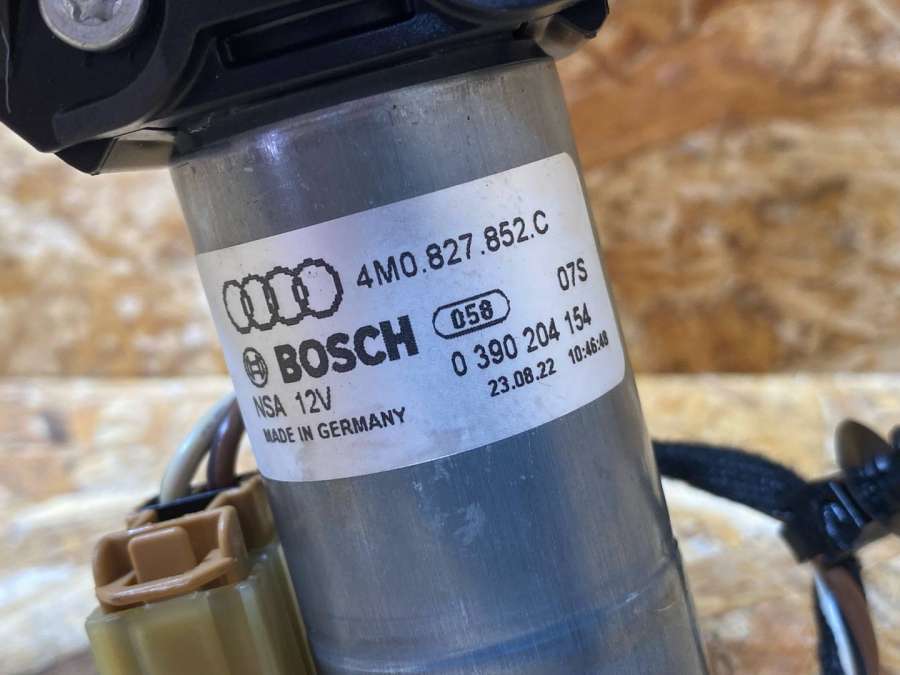 4M0.827.852.C
07S
BOSCH 058
0 390 204 154
NSA 12V
23.08.22 10:46:48
MADE IN GERMANY